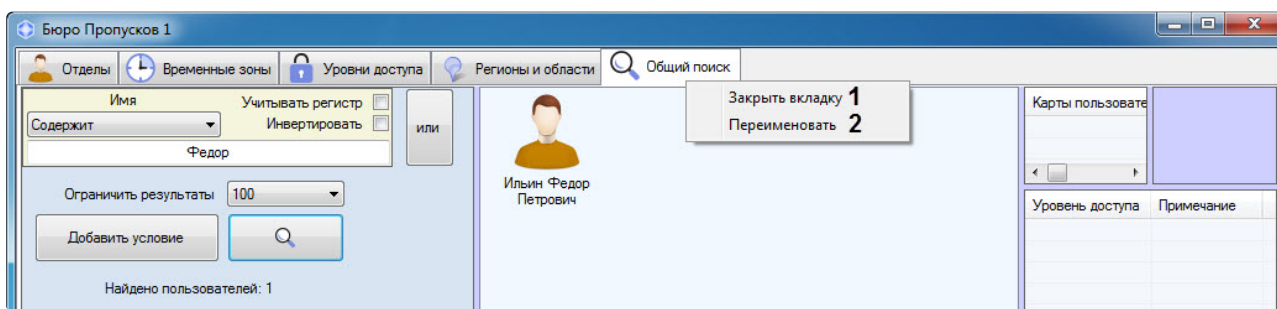 Бюро Пропусков 1
Отделы
Временные зоны
Уровни доступа
Регионы и области
Общий поиск
Имя
Учитывать регистр
Содержит
Инвертировать
Федор
или
Ограничить результаты 100
Добавить условие
Найдено пользователей: 1
Ильин Федор
Петрович
Закрыть вкладку 1
Переименовать 2
Карты пользовате
Уровень доступа
Примечание